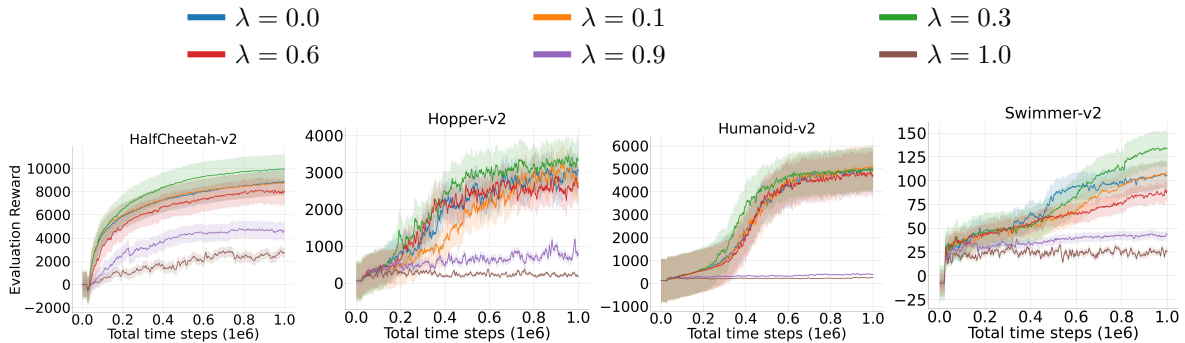 λ = 0.0 λ = 0.1 λ = 0.3
λ = 0.6 λ = 0.9 λ = 1.0
HalfCheetah-v2
Evaluation Reward
10000
8000
6000
4000
2000
0
−2000
0.0 0.2 0.4 0.6 0.8 1.0
Total time steps (1e6)
Hopper-v2
4000
3000
2000
1000
0
0.0 0.2 0.4 0.6 0.8 1.0
Total time steps (1e6)
Humanoid-v2
6000
5000
4000
3000
2000
1000
0
−1000
0.0 0.2 0.4 0.6 0.8 1.0
Total time steps (1e6)
Swimmer-v2
150
125
100
75
50
25
0
−25
0.0 0.2 0.4 0.6 0.8 1.0
Total time steps (1e6)